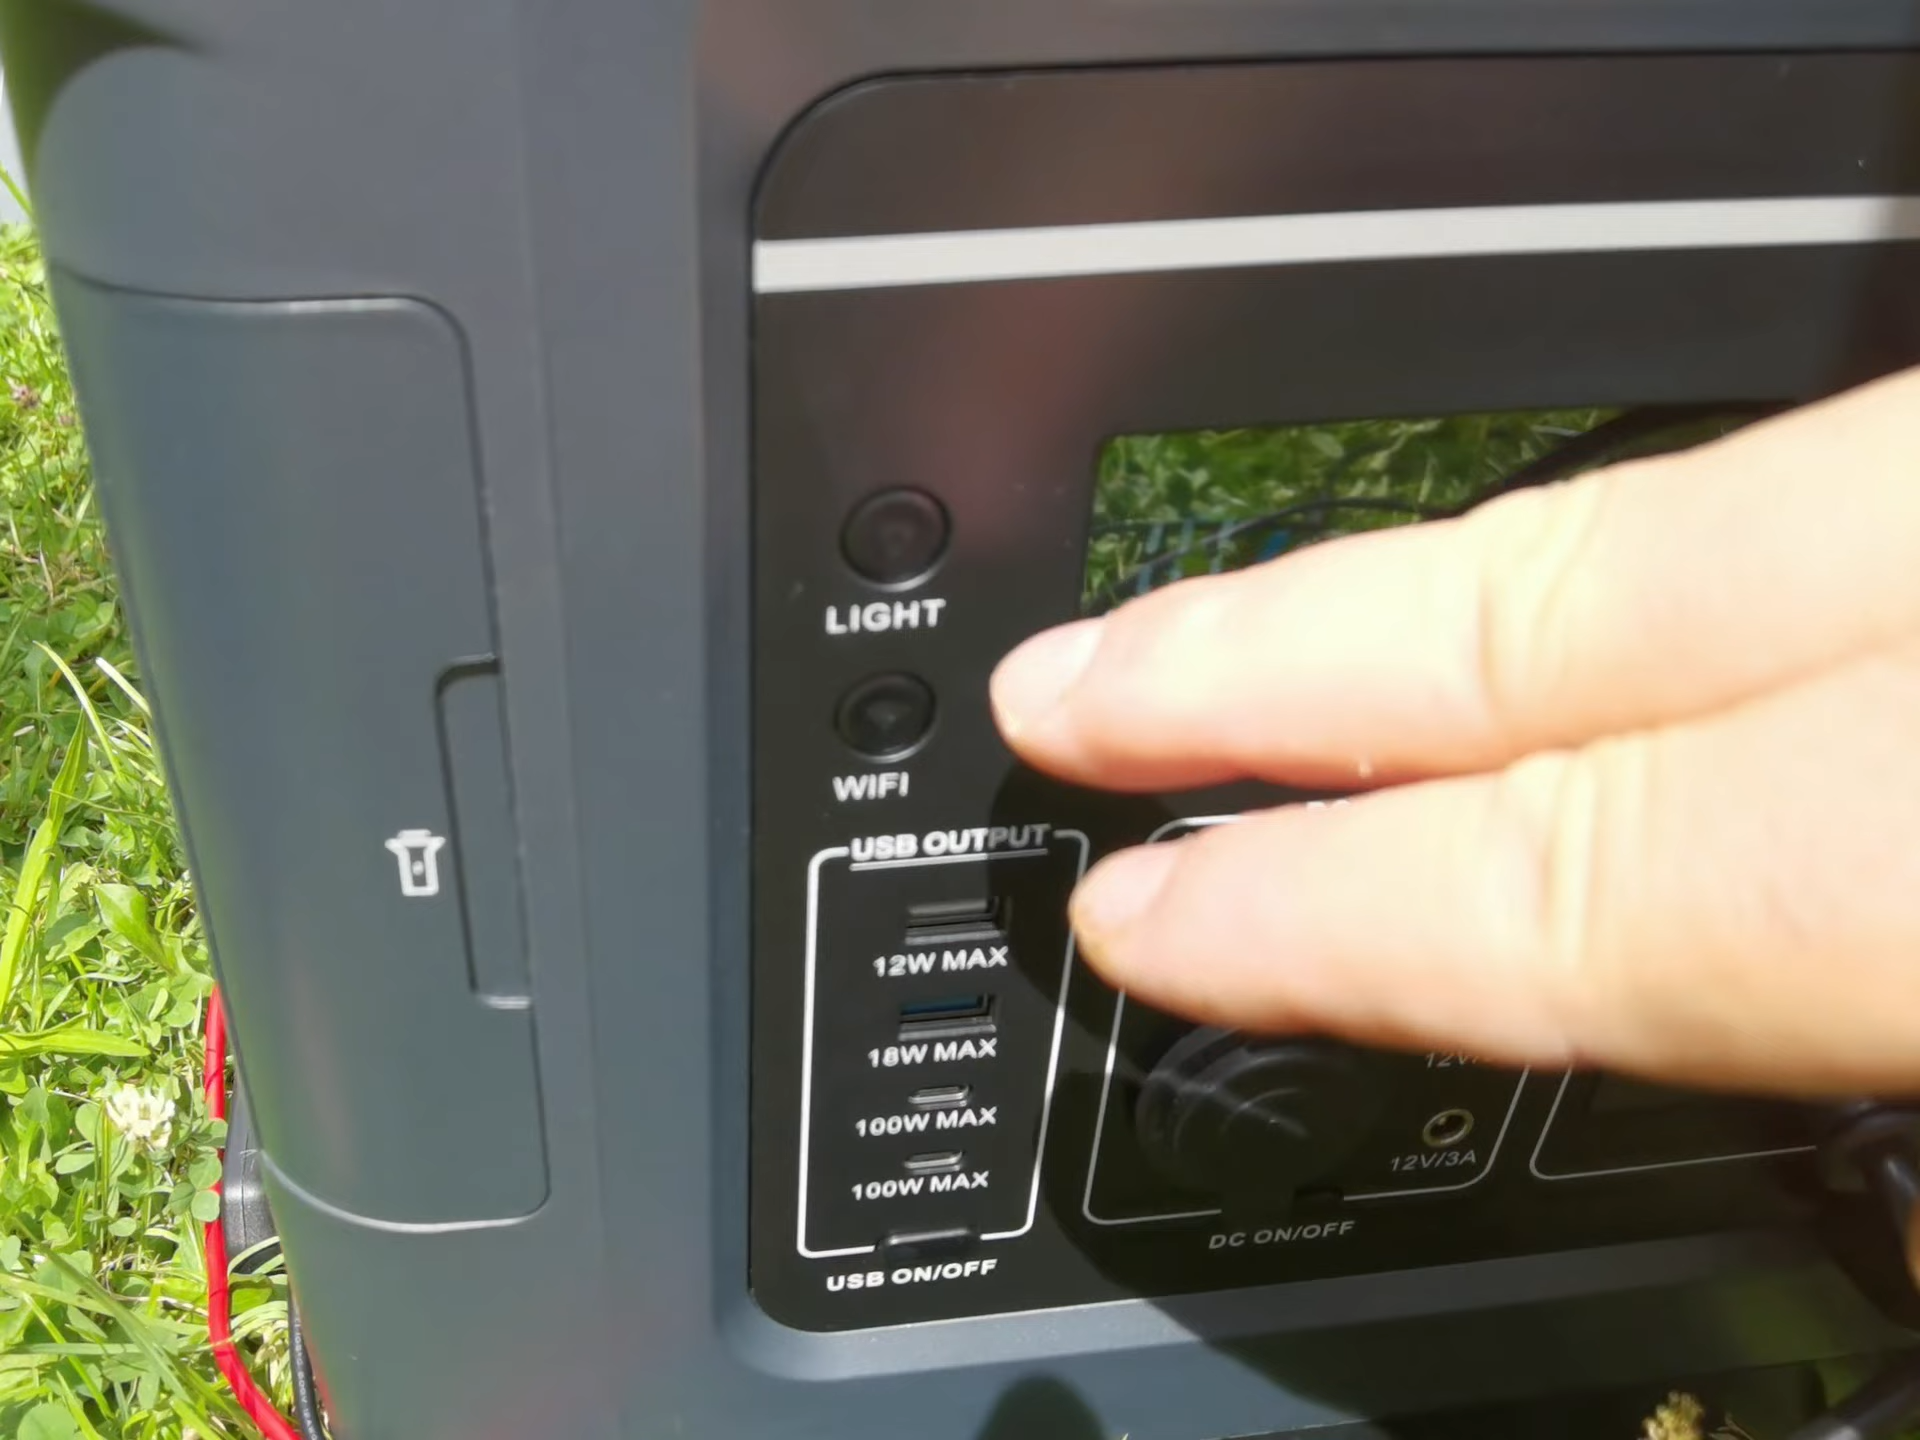 LIGHT
WIFI
USB OUTPUT
12W MAX
18W MAX
100W MAX
100W MAX
USB ON/OFF
12V/3A
DC ON/OFF